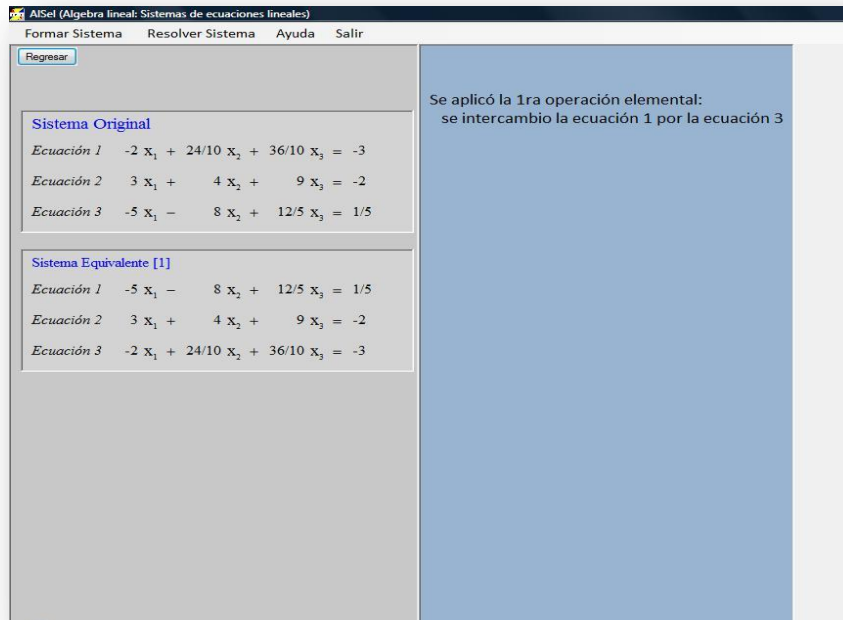 AlSel (Algebra lineal: Sistemas de ecuaciones lineales)
Formar Sistema Resolver Sistema Ayuda Salir
Regresar
Sistema Original
Ecuación 1 -2 x₁ + 24/10 x₂ + 36/10 x₃ = -3
Ecuación 2 3 x₁ + 4 x₂ + 9 x₃ = -2
Ecuación 3 -5 x₁ − 8 x₂ + 12/5 x₃ = 1/5
Sistema Equivalente [1]
Ecuación 1 -5 x₁ − 8 x₂ + 12/5 x₃ = 1/5
Ecuación 2 3 x₁ + 4 x₂ + 9 x₃ = -2
Ecuación 3 -2 x₁ + 24/10 x₂ + 36/10 x₃ = -3
Se aplicó la 1ra operación elemental:
se intercambio la ecuación 1 por la ecuación 3